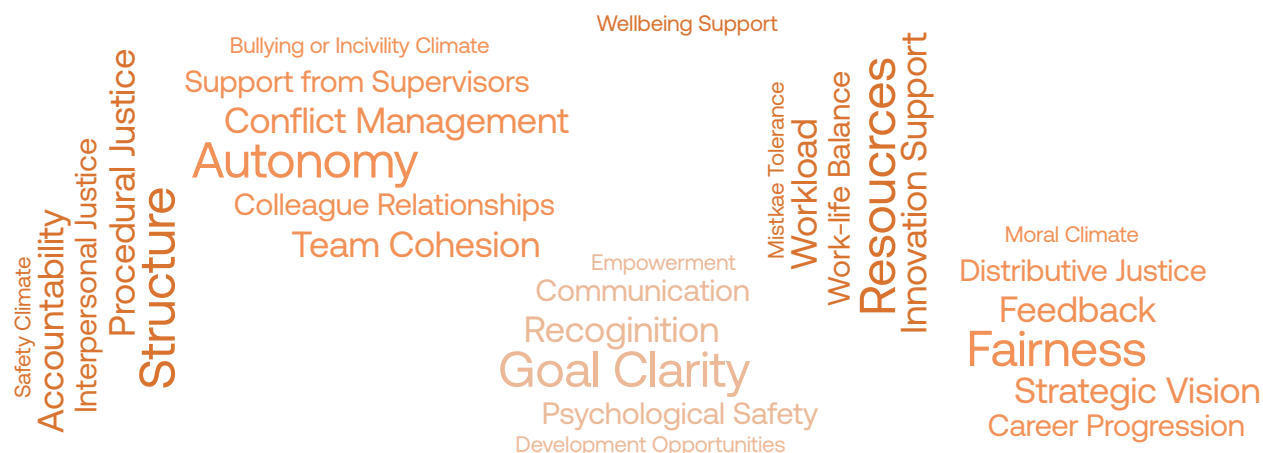 Safety Climate
Accountability
Interpersonal Justice
Procedural Justice
Structure
Bullying or Incivility Climate
Support from Supervisors
Conflict Management
Autonomy
Colleague Relationships
Team Cohesion
Wellbeing Support
Empowerment
Communication
Recoginition
Goal Clarity
Psychological Safety
Development Opportunities
Mistkae Tolerance
Workload
Work-life Balance
Resoucrces
Innovation Support
Moral Climate
Distributive Justice
Feedback
Fairness
Strategic Vision
Career Progression